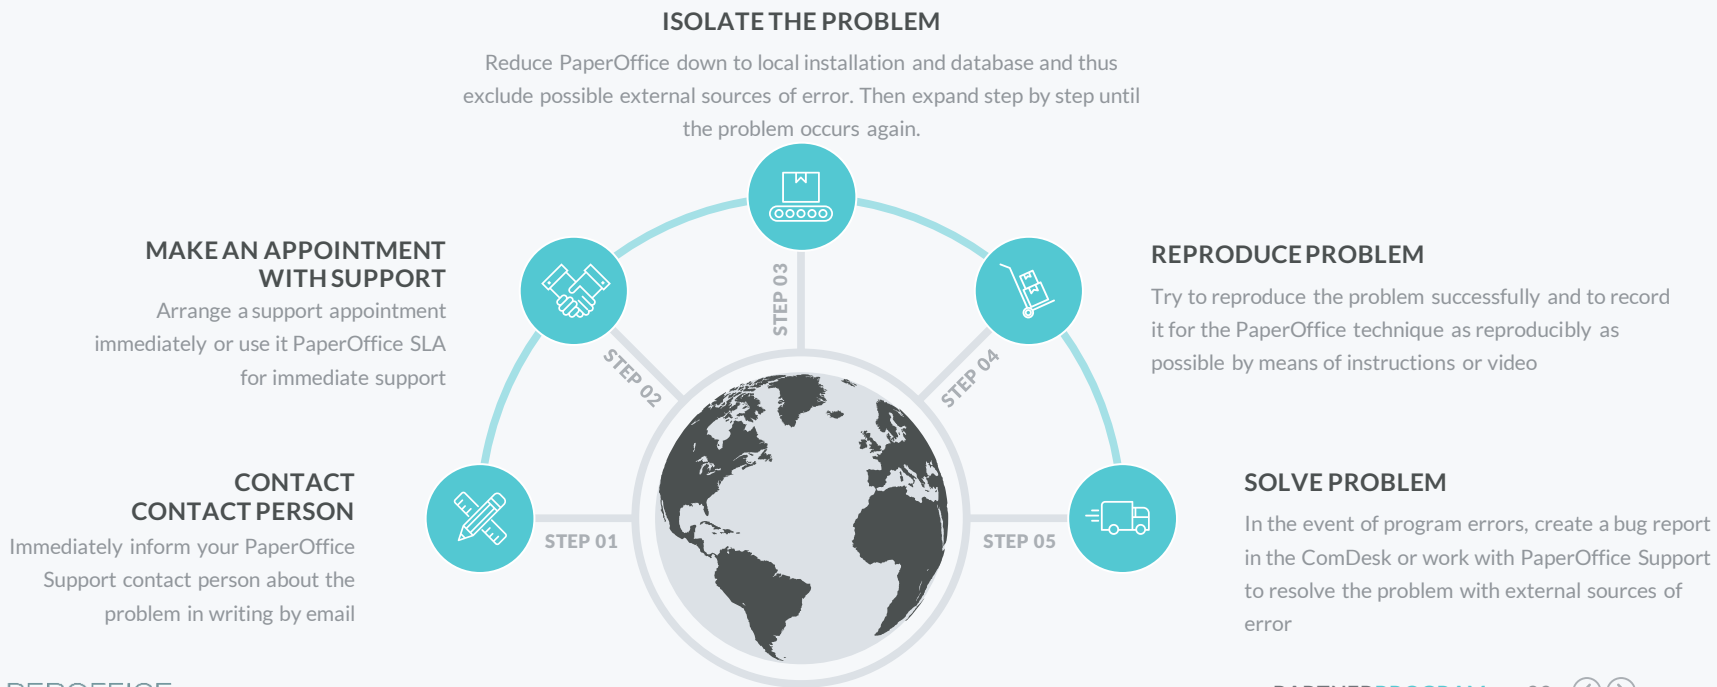 ISOLATE THE PROBLEM
Reduce PaperOffice down to local installation and database and thus
exclude possible external sources of error. Then expand step by step until
the problem occurs again.
MAKE AN APPOINTMENT
WITH SUPPORT
Arrange a support appointment
immediately or use it PaperOffice SLA
for immediate support
CONTACT
CONTACT PERSON
Immediately inform your PaperOffice
Support contact person about the
problem in writing by email
STEP 01
STEP 02
STEP 03
STEP 04
STEP 05
REPRODUCE PROBLEM
Try to reproduce the problem successfully and to record
it for the PaperOffice technique as reproducibly as
possible by means of instructions or video
SOLVE PROBLEM
In the event of program errors, create a bug report
in the ComDesk or work with PaperOffice Support
to resolve the problem with external sources of
error